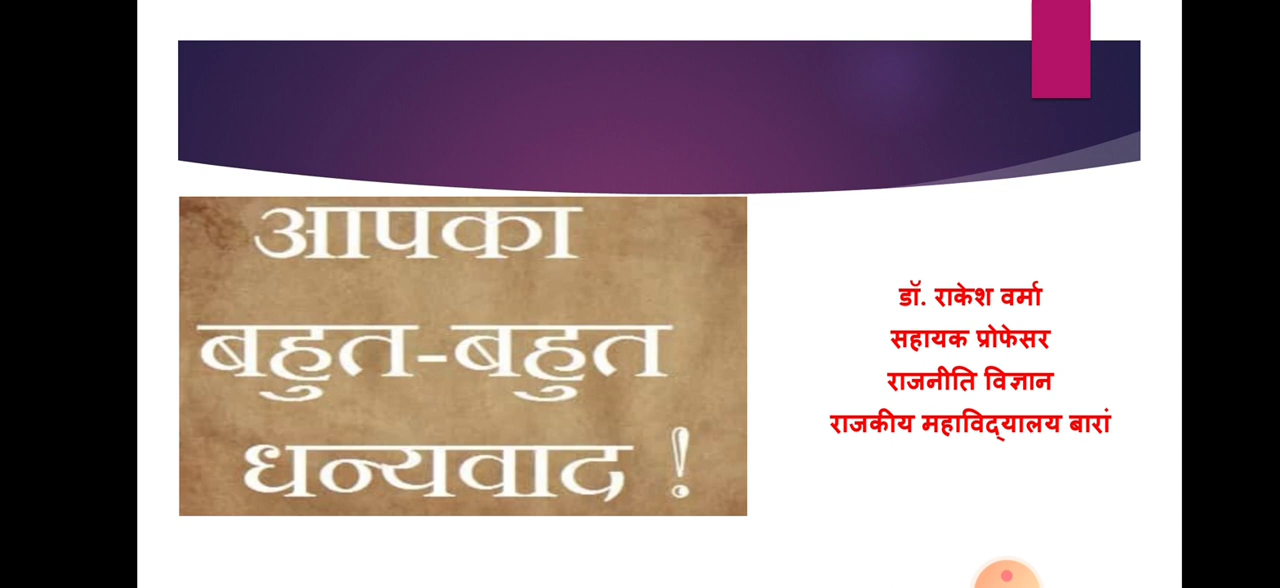 आपका
बहुत-बहुत
धन्यवाद !
डॉ. राकेश वर्मा
सहायक प्रोफेसर
राजनीति विज्ञान
राजकीय महाविद्यालय बारां